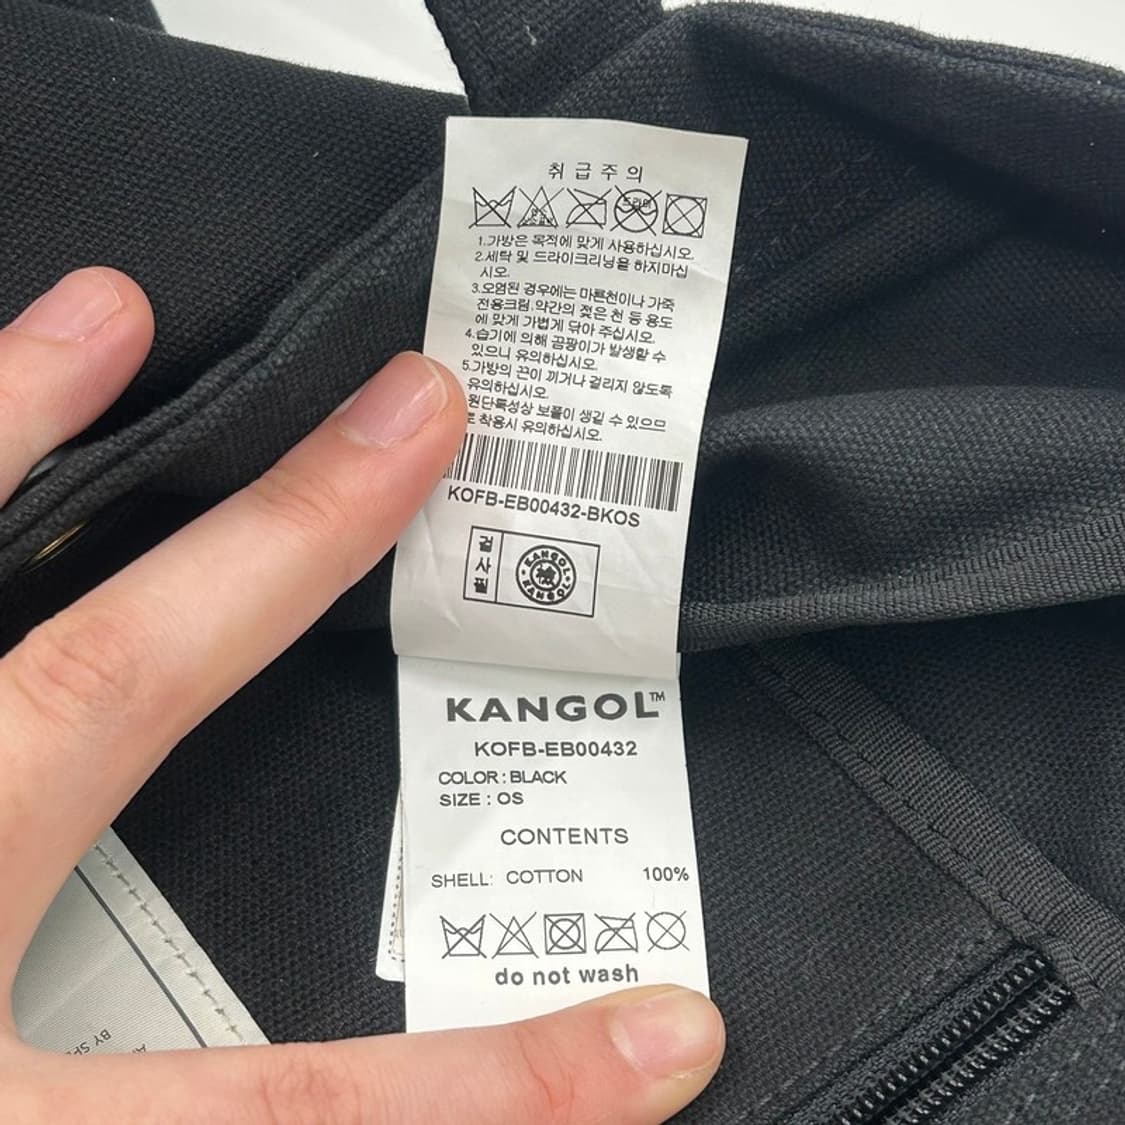 취급주의
드라이
염소표백
1.가방은 목적에 맞게 사용하십시오.
2.세탁 및 드라이크리닝을 하지마십
시오.
3.오염된 경우에는 마른천이나 가죽
전용크림.약간의 젖은 천 등 용도
에 맞게 가볍게 닦아 주십시오.
4.습기에 의해 곰팡이가 발생할 수
있으니 유의하십시오.
5.가방의 끈이 끼거나 걸리지 않도록
유의하십시오.
원단특성상 보풀이 생길 수 있으므
로 착용시 유의하십시오.
KOFB-EB00432-BKOS
검사필
KANGOL
KANGOL
KANGOL™
KOFB-EB00432
COLOR : BLACK
SIZE : OS
CONTENTS
SHELL: COTTON 100%
do not wash
BY